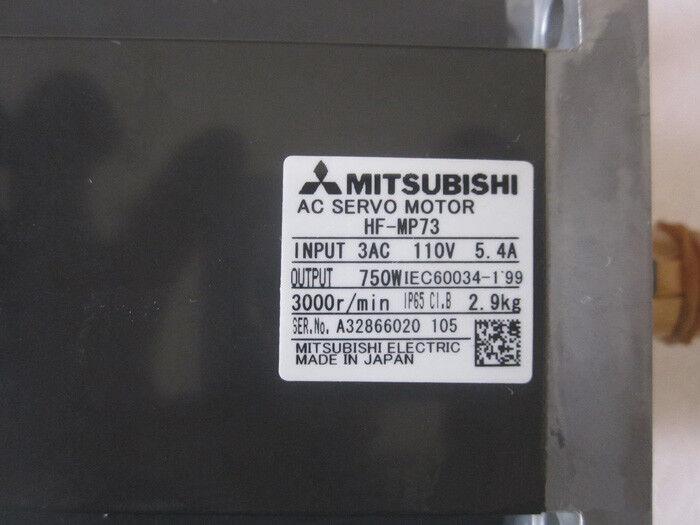 MITSUBISHI
AC SERVO MOTOR
HF-MP73
INPUT 3AC 110V 5.4A
OUTPUT 750W IEC60034-1'99
3000r/min IP65 CI.B 2.9kg
SER.No. A32866020 105
MITSUBISHI ELECTRIC
MADE IN JAPAN